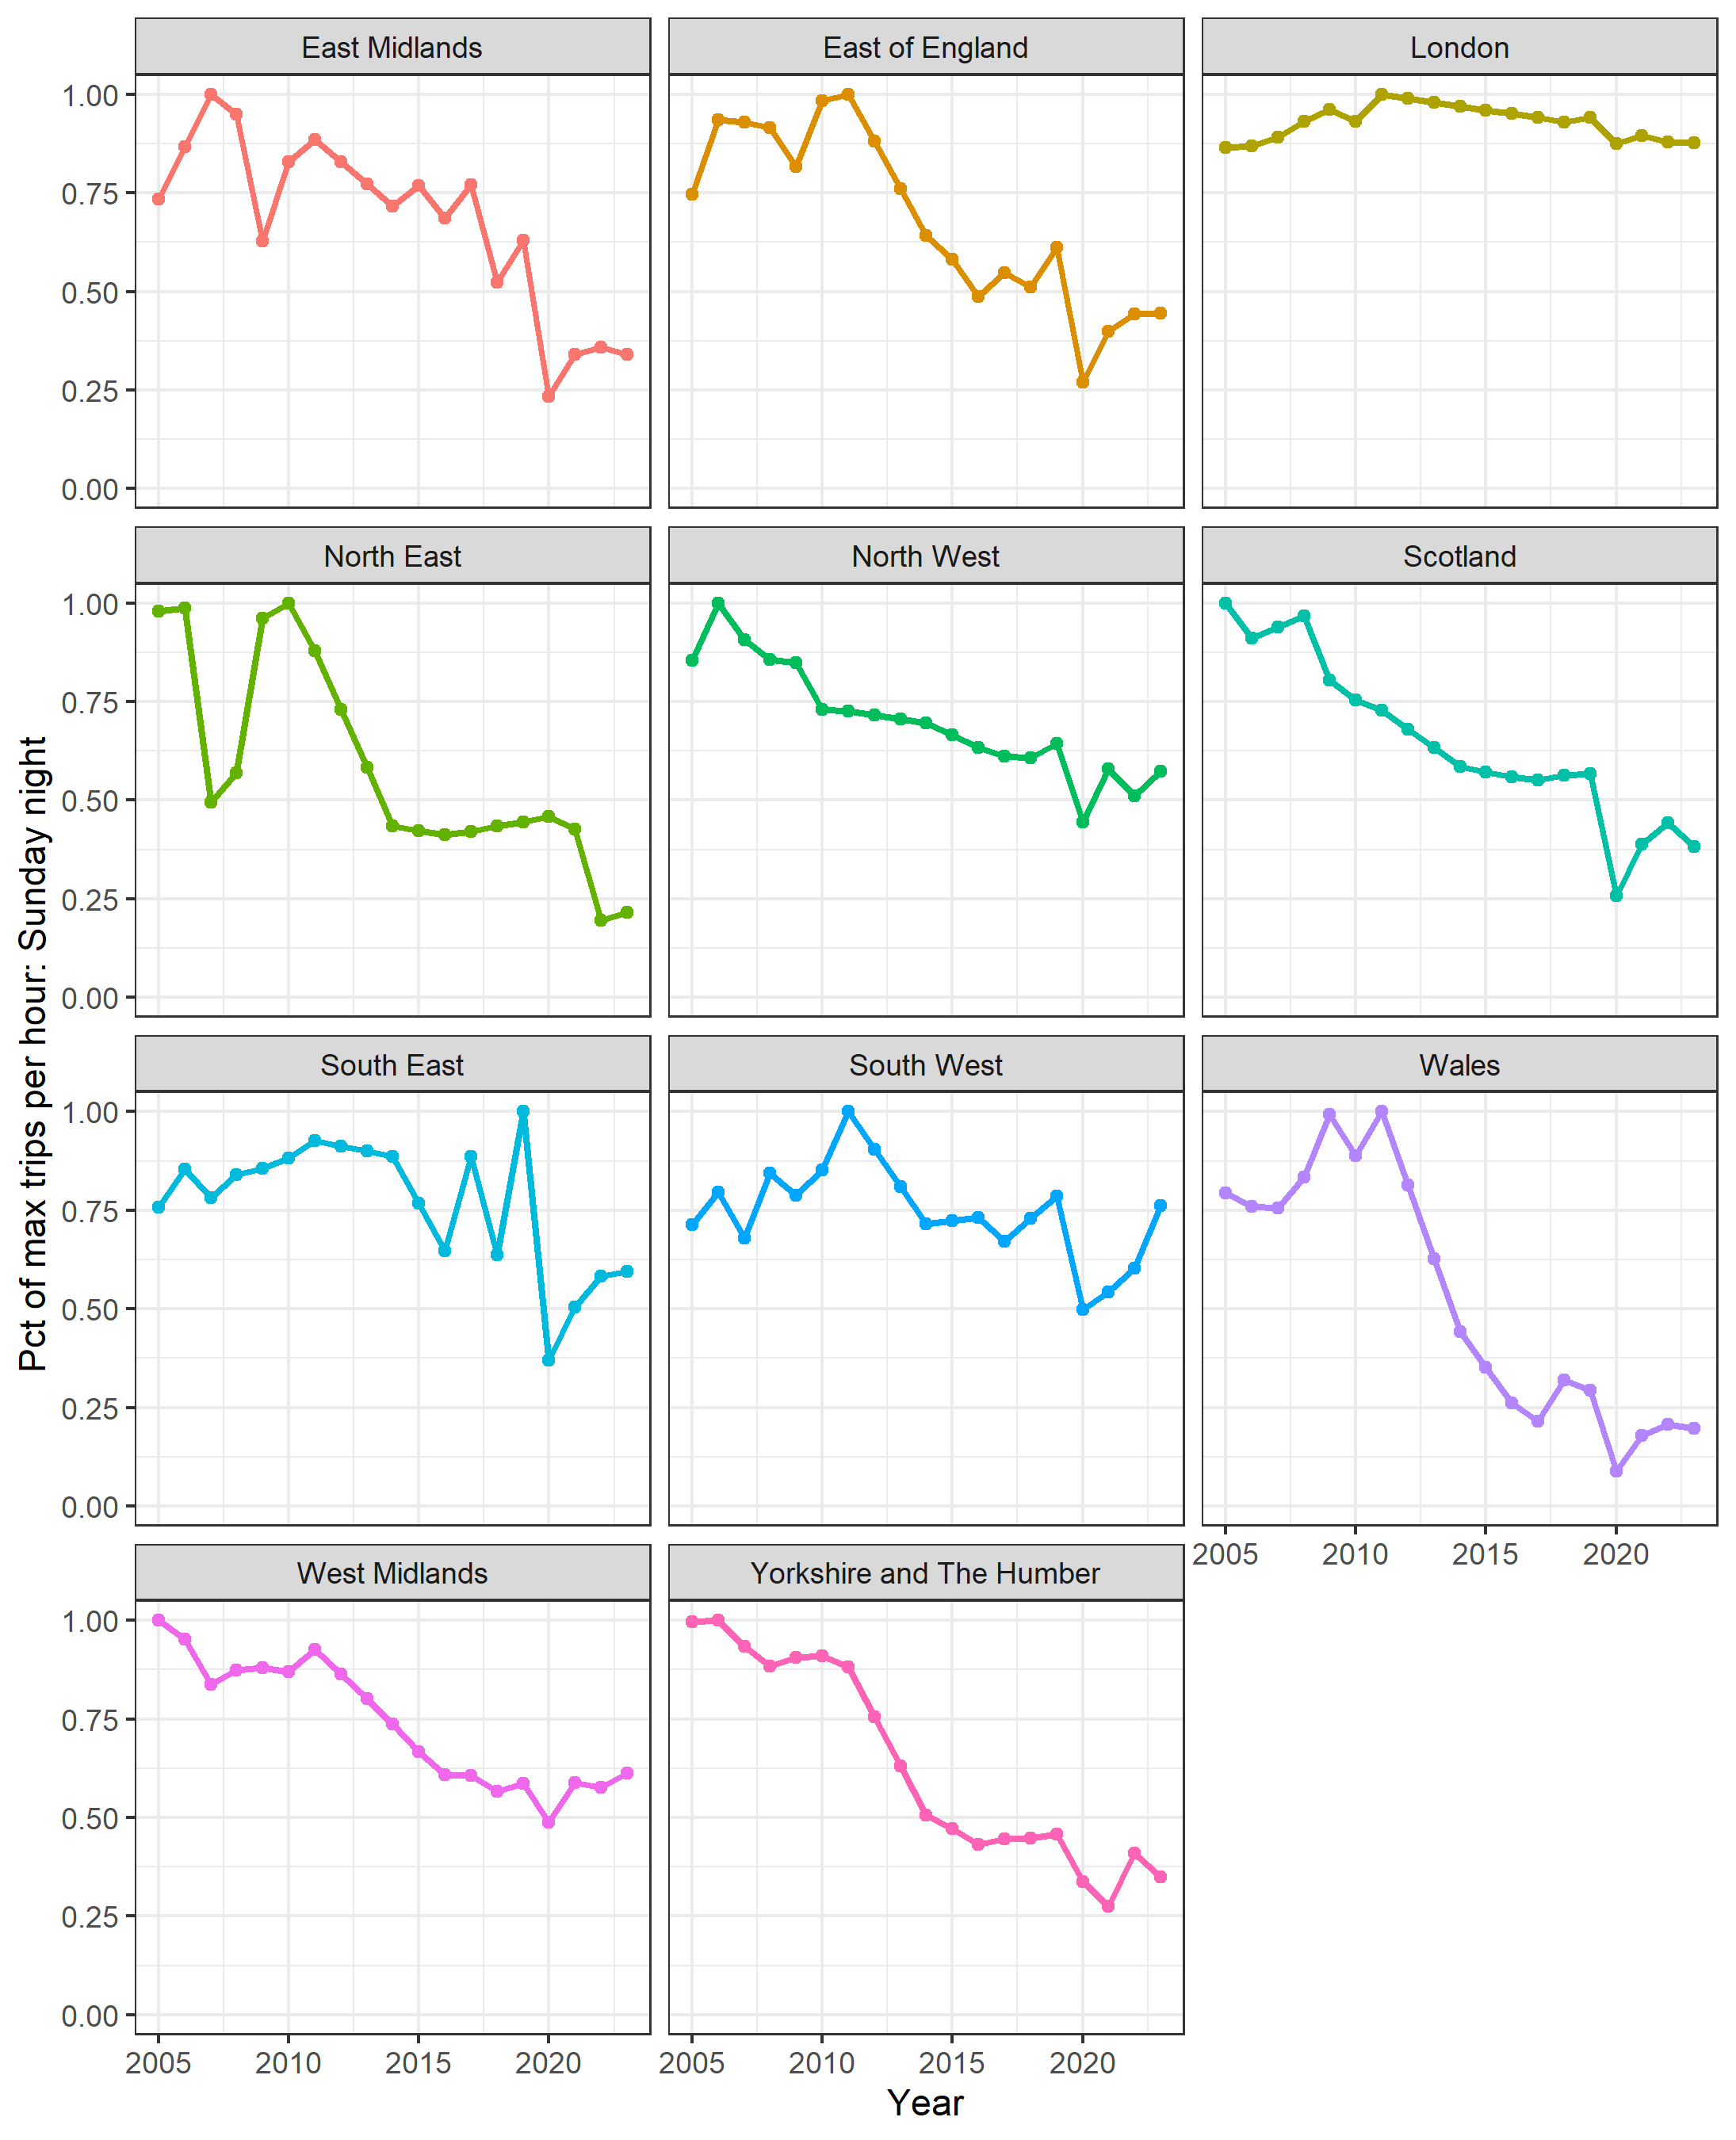 East Midlands East of England London
1.00
0.75
0.50
0.25
0.00
North East North West Scotland
1.00
0.75
0.50
0.25
0.00
South East South West Wales
1.00
0.75
0.50
0.25
0.00
2005 2010 2015 2020
West Midlands Yorkshire and The Humber
1.00
0.75
0.50
0.25
0.00
2005 2010 2015 2020 2005 2010 2015 2020
Year
Pct of max trips per hour: Sunday night